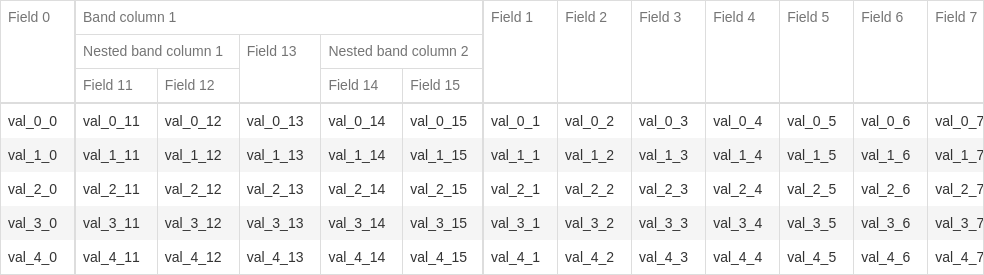 Field 0 Band column 1 Field 1 Field 2 Field 3 Field 4 Field 5 Field 6 Field 7
Nested band column 1 Field 13 Nested band column 2
Field 11 Field 12 Field 14 Field 15
val_0_0 val_0_11 val_0_12 val_0_13 val_0_14 val_0_15 val_0_1 val_0_2 val_0_3 val_0_4 val_0_5 val_0_6 val_0_7
val_1_0 val_1_11 val_1_12 val_1_13 val_1_14 val_1_15 val_1_1 val_1_2 val_1_3 val_1_4 val_1_5 val_1_6 val_1_7
val_2_0 val_2_11 val_2_12 val_2_13 val_2_14 val_2_15 val_2_1 val_2_2 val_2_3 val_2_4 val_2_5 val_2_6 val_2_7
val_3_0 val_3_11 val_3_12 val_3_13 val_3_14 val_3_15 val_3_1 val_3_2 val_3_3 val_3_4 val_3_5 val_3_6 val_3_7
val_4_0 val_4_11 val_4_12 val_4_13 val_4_14 val_4_15 val_4_1 val_4_2 val_4_3 val_4_4 val_4_5 val_4_6 val_4_7